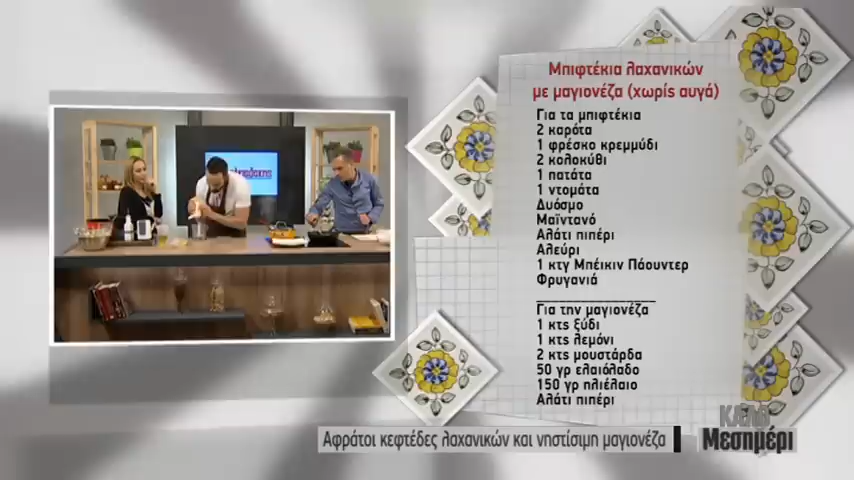 Μπιφτέκια λαχανικών
με μαγιονέζα (χωρίς αυγά)
Για τα μπιφτέκια
2 καρότα
1 φρέσκο κρεμμύδι
2 κολοκύθι
1 πατάτα
1 ντομάτα
Δυόσμο
Μαϊντανό
Αλάτι πιπέρι
Αλεύρι
1 κτγ Μπέικιν Πάουντερ
Φρυγανιά
Για την μαγιονέζα
1 κτς ξύδι
1 κτς λεμόνι
2 κτς μουστάρδα
50 γρ ελαιόλαδο
150 γρ ηλιέλαιο
Αλάτι πιπέρι
ΚΑΛΟ
Μεσημέρι
Αφράτοι κεφτέδες λαχανικών και νηστίσιμη μαγιονέζα